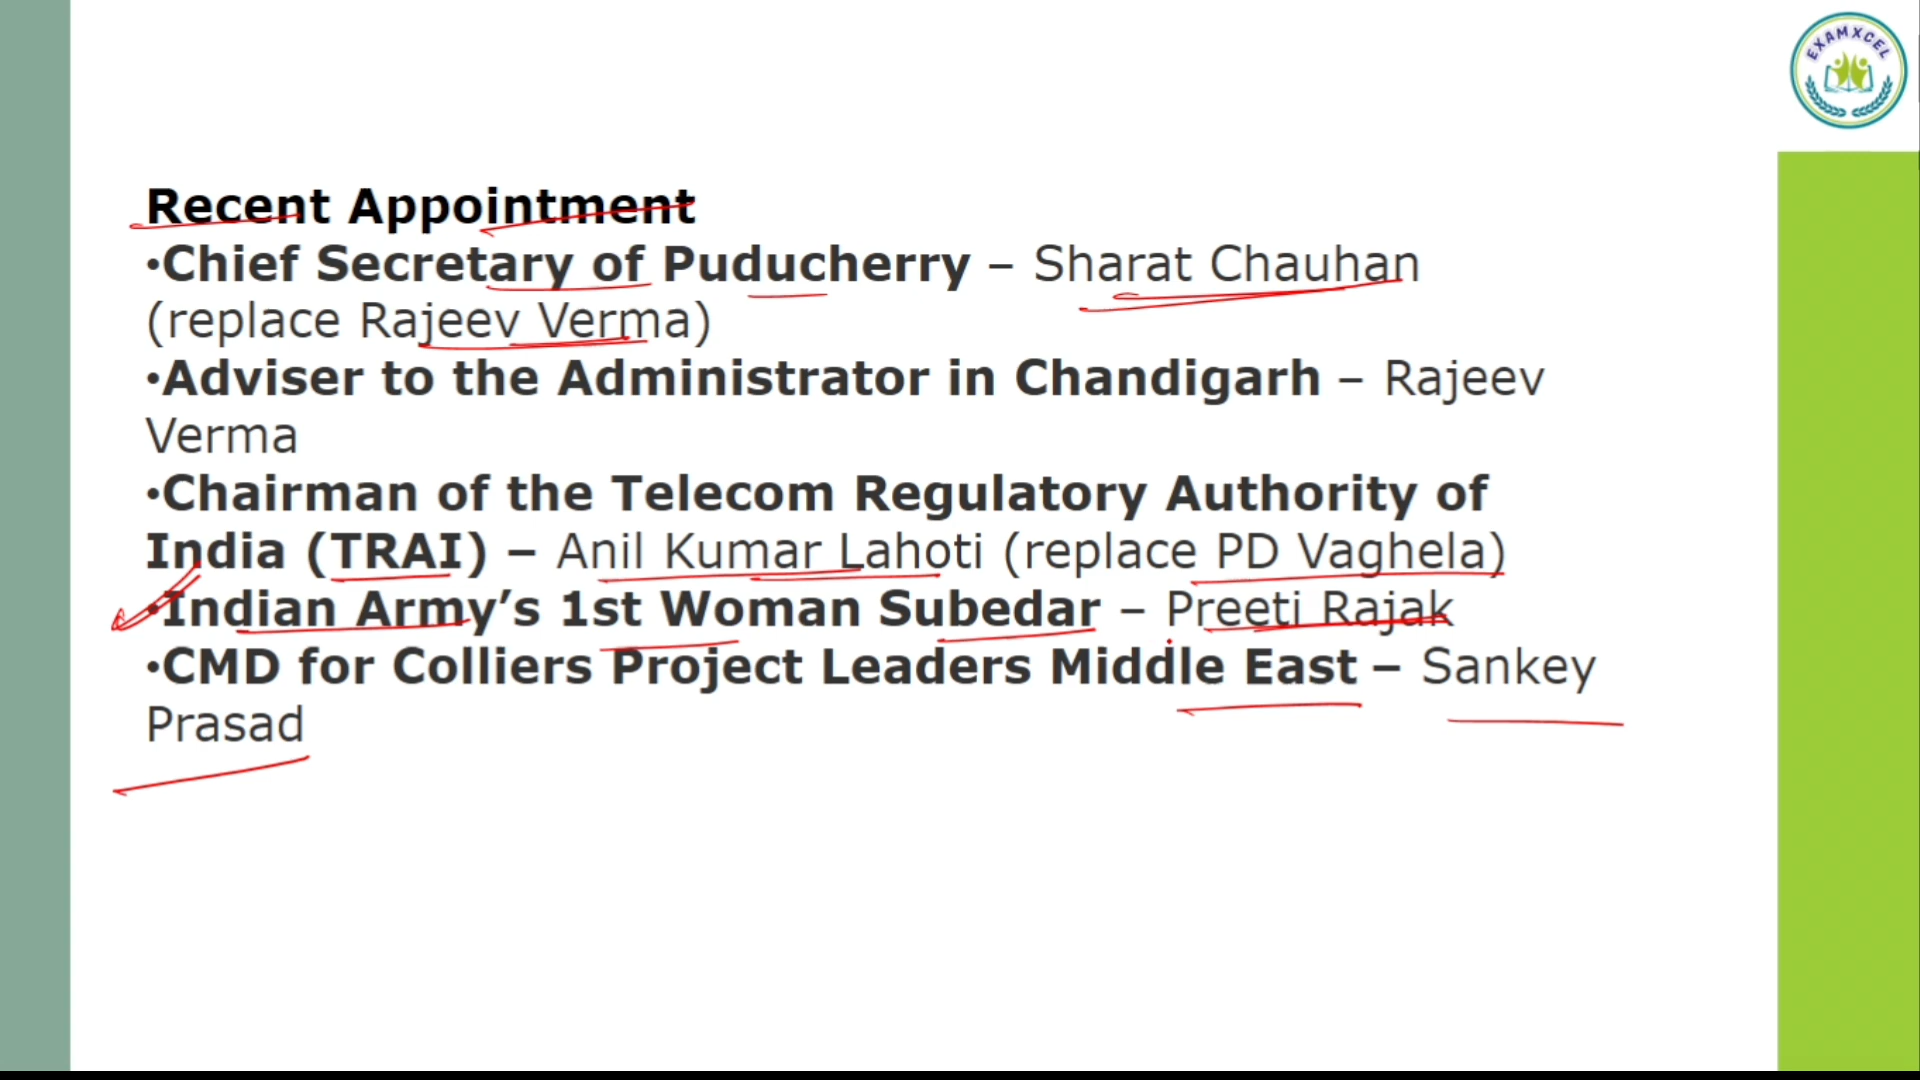 EXAMXCEL
Recent Appointment
•Chief Secretary of Puducherry – Sharat Chauhan
(replace Rajeev Verma)
•Adviser to the Administrator in Chandigarh – Rajeev
Verma
•Chairman of the Telecom Regulatory Authority of
India (TRAI) – Anil Kumar Lahoti (replace PD Vaghela)
•Indian Army’s 1st Woman Subedar – Preeti Rajak
•CMD for Colliers Project Leaders Middle East – Sankey
Prasad